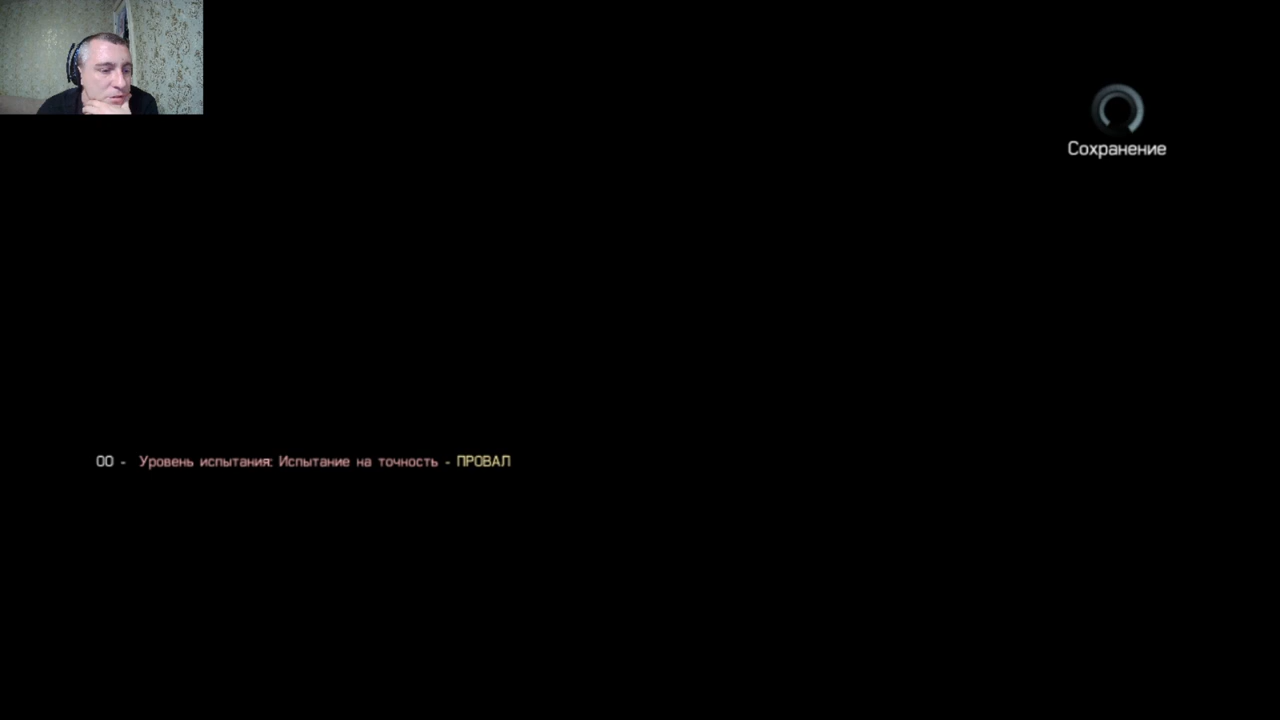 Сохранение
00 - Уровень испытания: Испытание на точность - ПРОВАЛ